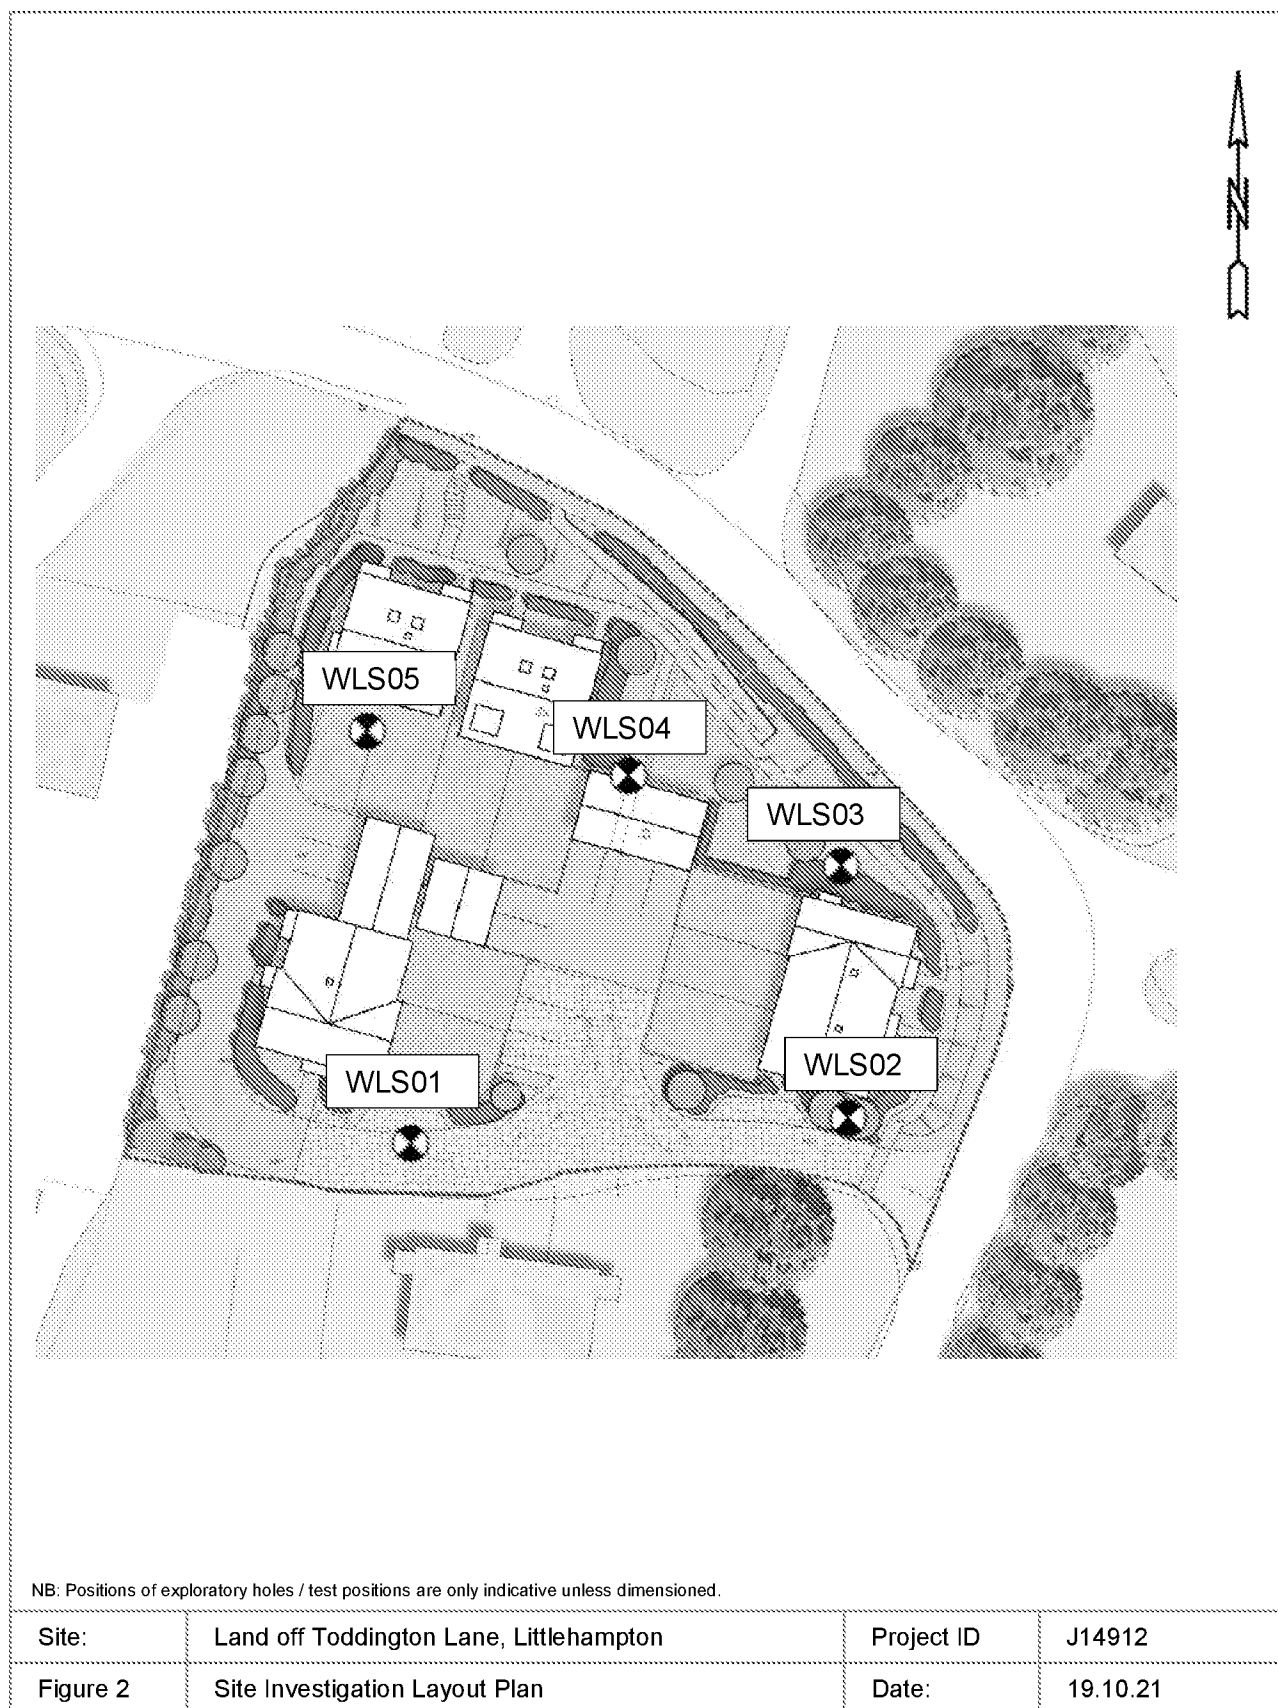 N
WLS05
WLS04
WLS03
WLS02
WLS01
NB: Positions of exploratory holes / test positions are only indicative unless dimensioned.
Site: Land off Toddington Lane, Littlehampton Project ID J14912
Figure 2 Site Investigation Layout Plan Date: 19.10.21